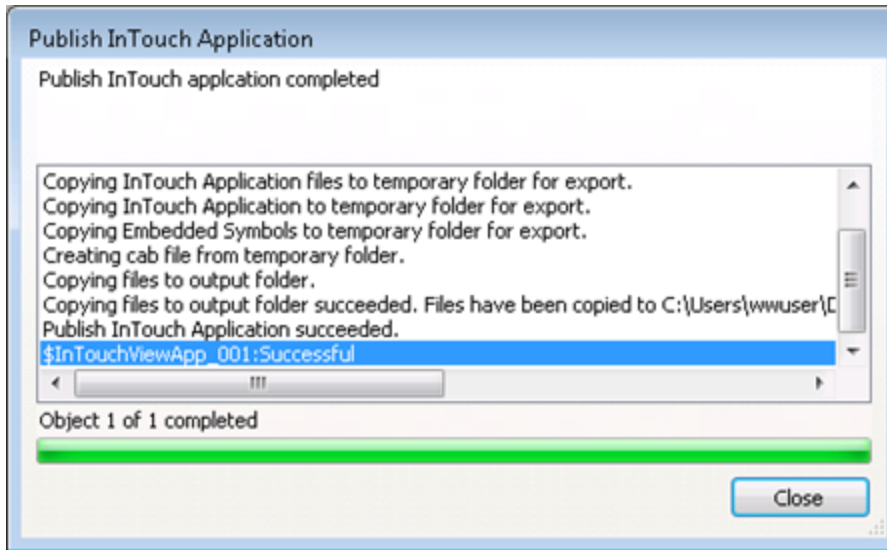 Publish InTouch Application
Publish InTouch applcation completed
Copying InTouch Application files to temporary folder for export.
Copying InTouch Application to temporary folder for export.
Copying Embedded Symbols to temporary folder for export.
Creating cab file from temporary folder.
Copying files to output folder.
Copying files to output folder succeeded. Files have been copied to C:\Users\wwuser\D
Publish InTouch Application succeeded.
$InTouchViewApp_001:Successful
Object 1 of 1 completed
Close